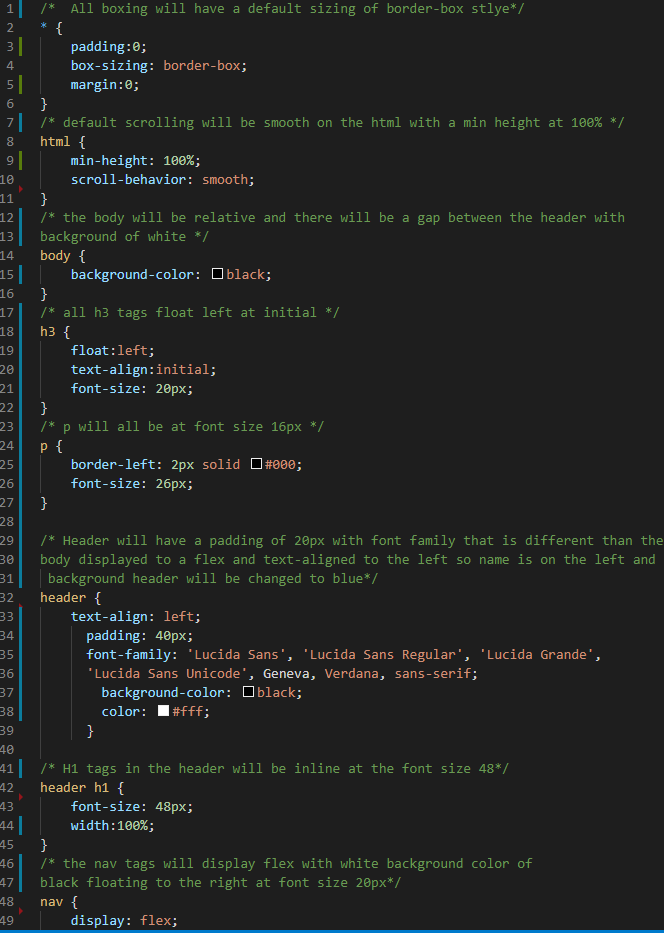 1 /*  All boxing will have a default sizing of border-box stlye*/
2 * {
3     padding:0;
4     box-sizing: border-box;
5     margin:0;
6 }
7 /* default scrolling will be smooth on the html with a min height at 100% */
8 html {
9     min-height: 100%;
10     scroll-behavior: smooth;
11 }
12 /* the body will be relative and there will be a gap between the header with
13 background of white */
14 body {
15     background-color: black;
16 }
17 /* all h3 tags float left at initial */
18 h3 {
19     float:left;
20     text-align:initial;
21     font-size: 20px;
22 }
23 /* p will all be at font size 16px */
24 p {
25     border-left: 2px solid #000;
26     font-size: 26px;
27 }
28
29 /* Header will have a padding of 20px with font family that is different than the
30 body displayed to a flex and text-aligned to the left so name is on the left and
31  background header will be changed to blue*/
32 header {
33     text-align: left;
34       padding: 40px;
35       font-family: 'Lucida Sans', 'Lucida Sans Regular', 'Lucida Grande',
36       'Lucida Sans Unicode', Geneva, Verdana, sans-serif;
37         background-color: black;
38         color: #fff;
39       }
40
41 /* H1 tags in the header will be inline at the font size 48*/
42 header h1 {
43     font-size: 48px;
44     width:100%;
45 }
46 /* the nav tags will display flex with white background color of
47 black floating to the right at font size 20px*/
48 nav {
49     display: flex;